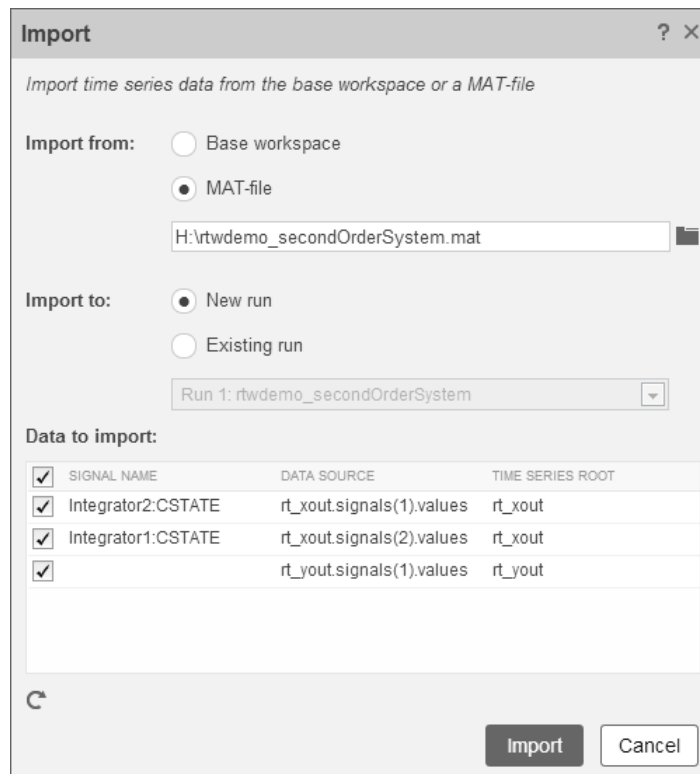 Import ? ×
Import time series data from the base workspace or a MAT-file
Import from: Base workspace
MAT-file
H:\rtwdemo_secondOrderSystem.mat
Import to: New run
Existing run
Run 1: rtwdemo_secondOrderSystem
Data to import:
SIGNAL NAME DATA SOURCE TIME SERIES ROOT
Integrator2:CSTATE rt_xout.signals(1).values rt_xout
Integrator1:CSTATE rt_xout.signals(2).values rt_xout
rt_yout.signals(1).values rt_yout
Import Cancel